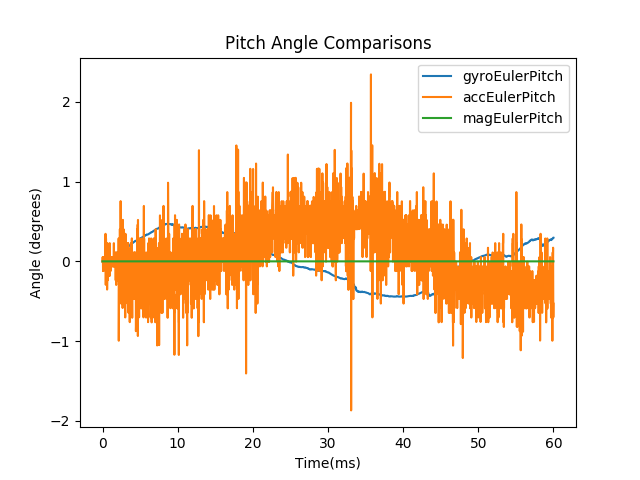 Pitch Angle Comparisons
gyroEulerPitch
accEulerPitch
magEulerPitch
Angle (degrees)
2
1
0
−1
−2
0 10 20 30 40 50 60
Time(ms)